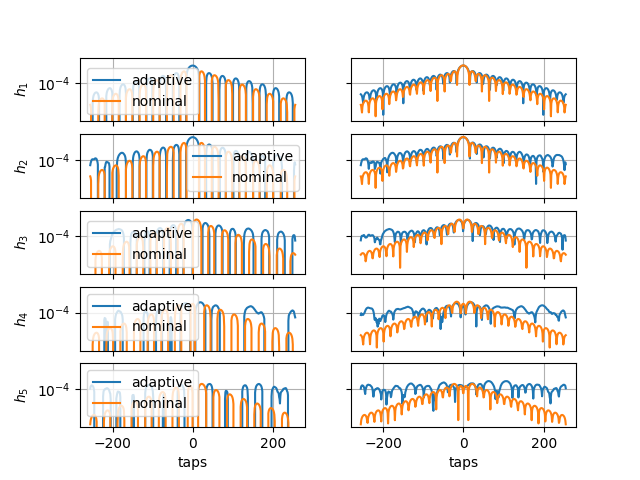 h1
10−4
adaptive
nominal
h2
10−4
adaptive
nominal
h3
10−4
adaptive
nominal
h4
10−4
adaptive
nominal
h5
10−4
adaptive
nominal
−200 0 200
taps
−200 0 200
taps